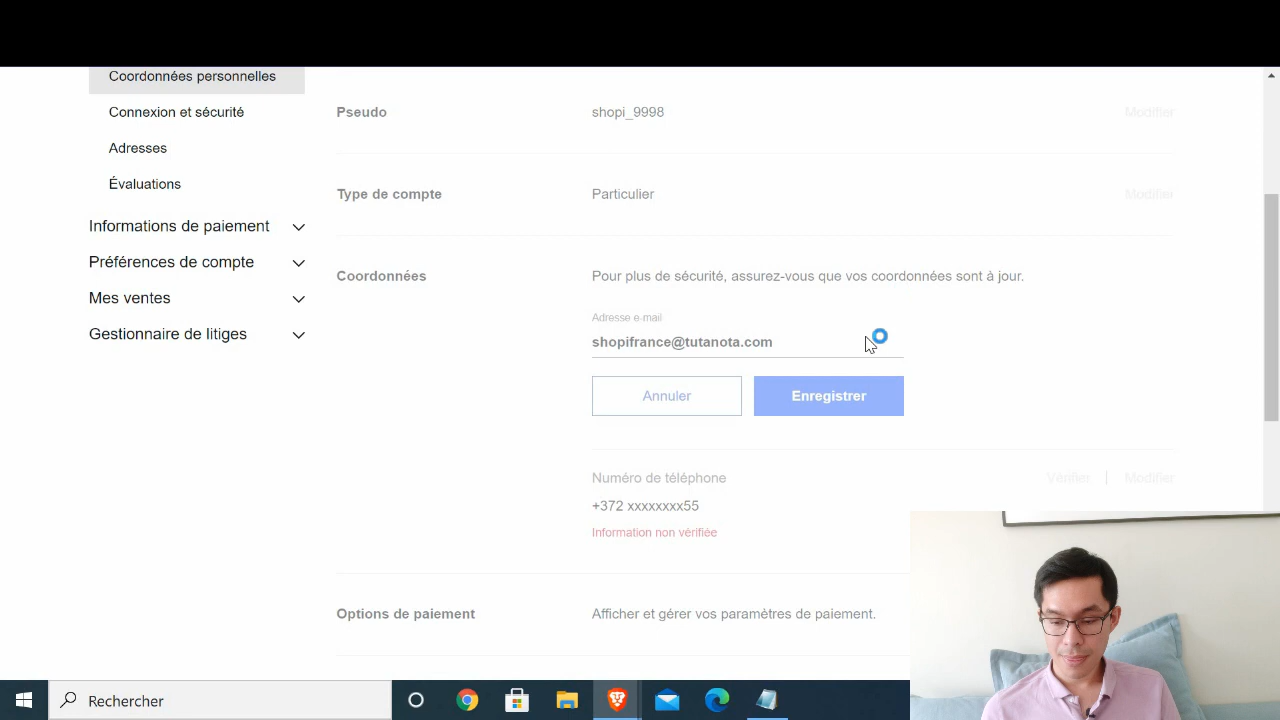 Coordonnées personnelles
Connexion et sécurité
Adresses
Évaluations
Informations de paiement
Préférences de compte
Mes ventes
Gestionnaire de litiges
Pseudo
shopi_9998
Modifier
Type de compte
Particulier
Modifier
Coordonnées
Pour plus de sécurité, assurez-vous que vos coordonnées sont à jour.
Adresse e-mail
shopifrance@tutanota.com
Annuler
Enregistrer
Numéro de téléphone
Vérifier | Modifier
+372 xxxxxxxx55
Information non vérifiée
Options de paiement
Afficher et gérer vos paramètres de paiement.
Rechercher